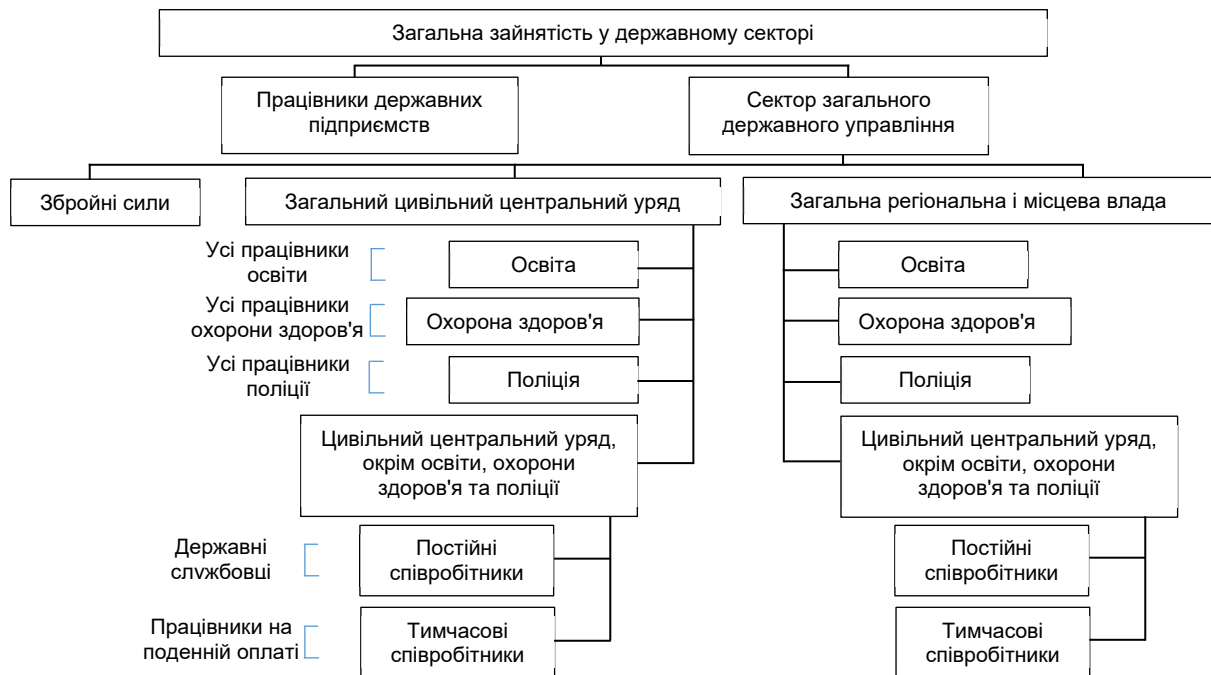 Загальна зайнятість у державному секторі
Працівники державних
підприємств
Сектор загального
державного управління
Збройні сили
Загальний цивільний центральний уряд
Загальна регіональна і місцева влада
Усі працівники
освіти
Освіта
Освіта
Усі працівники
охорони здоров'я
Охорона здоров'я
Охорона здоров'я
Усі працівники
поліції
Поліція
Поліція
Цивільний центральний уряд,
окрім освіти, охорони
здоров'я та поліції
Цивільний центральний уряд,
окрім освіти, охорони
здоров'я та поліції
Державні
службовці
Постійні
співробітники
Постійні
співробітники
Працівники на
поденній оплаті
Тимчасові
співробітники
Тимчасові
співробітники